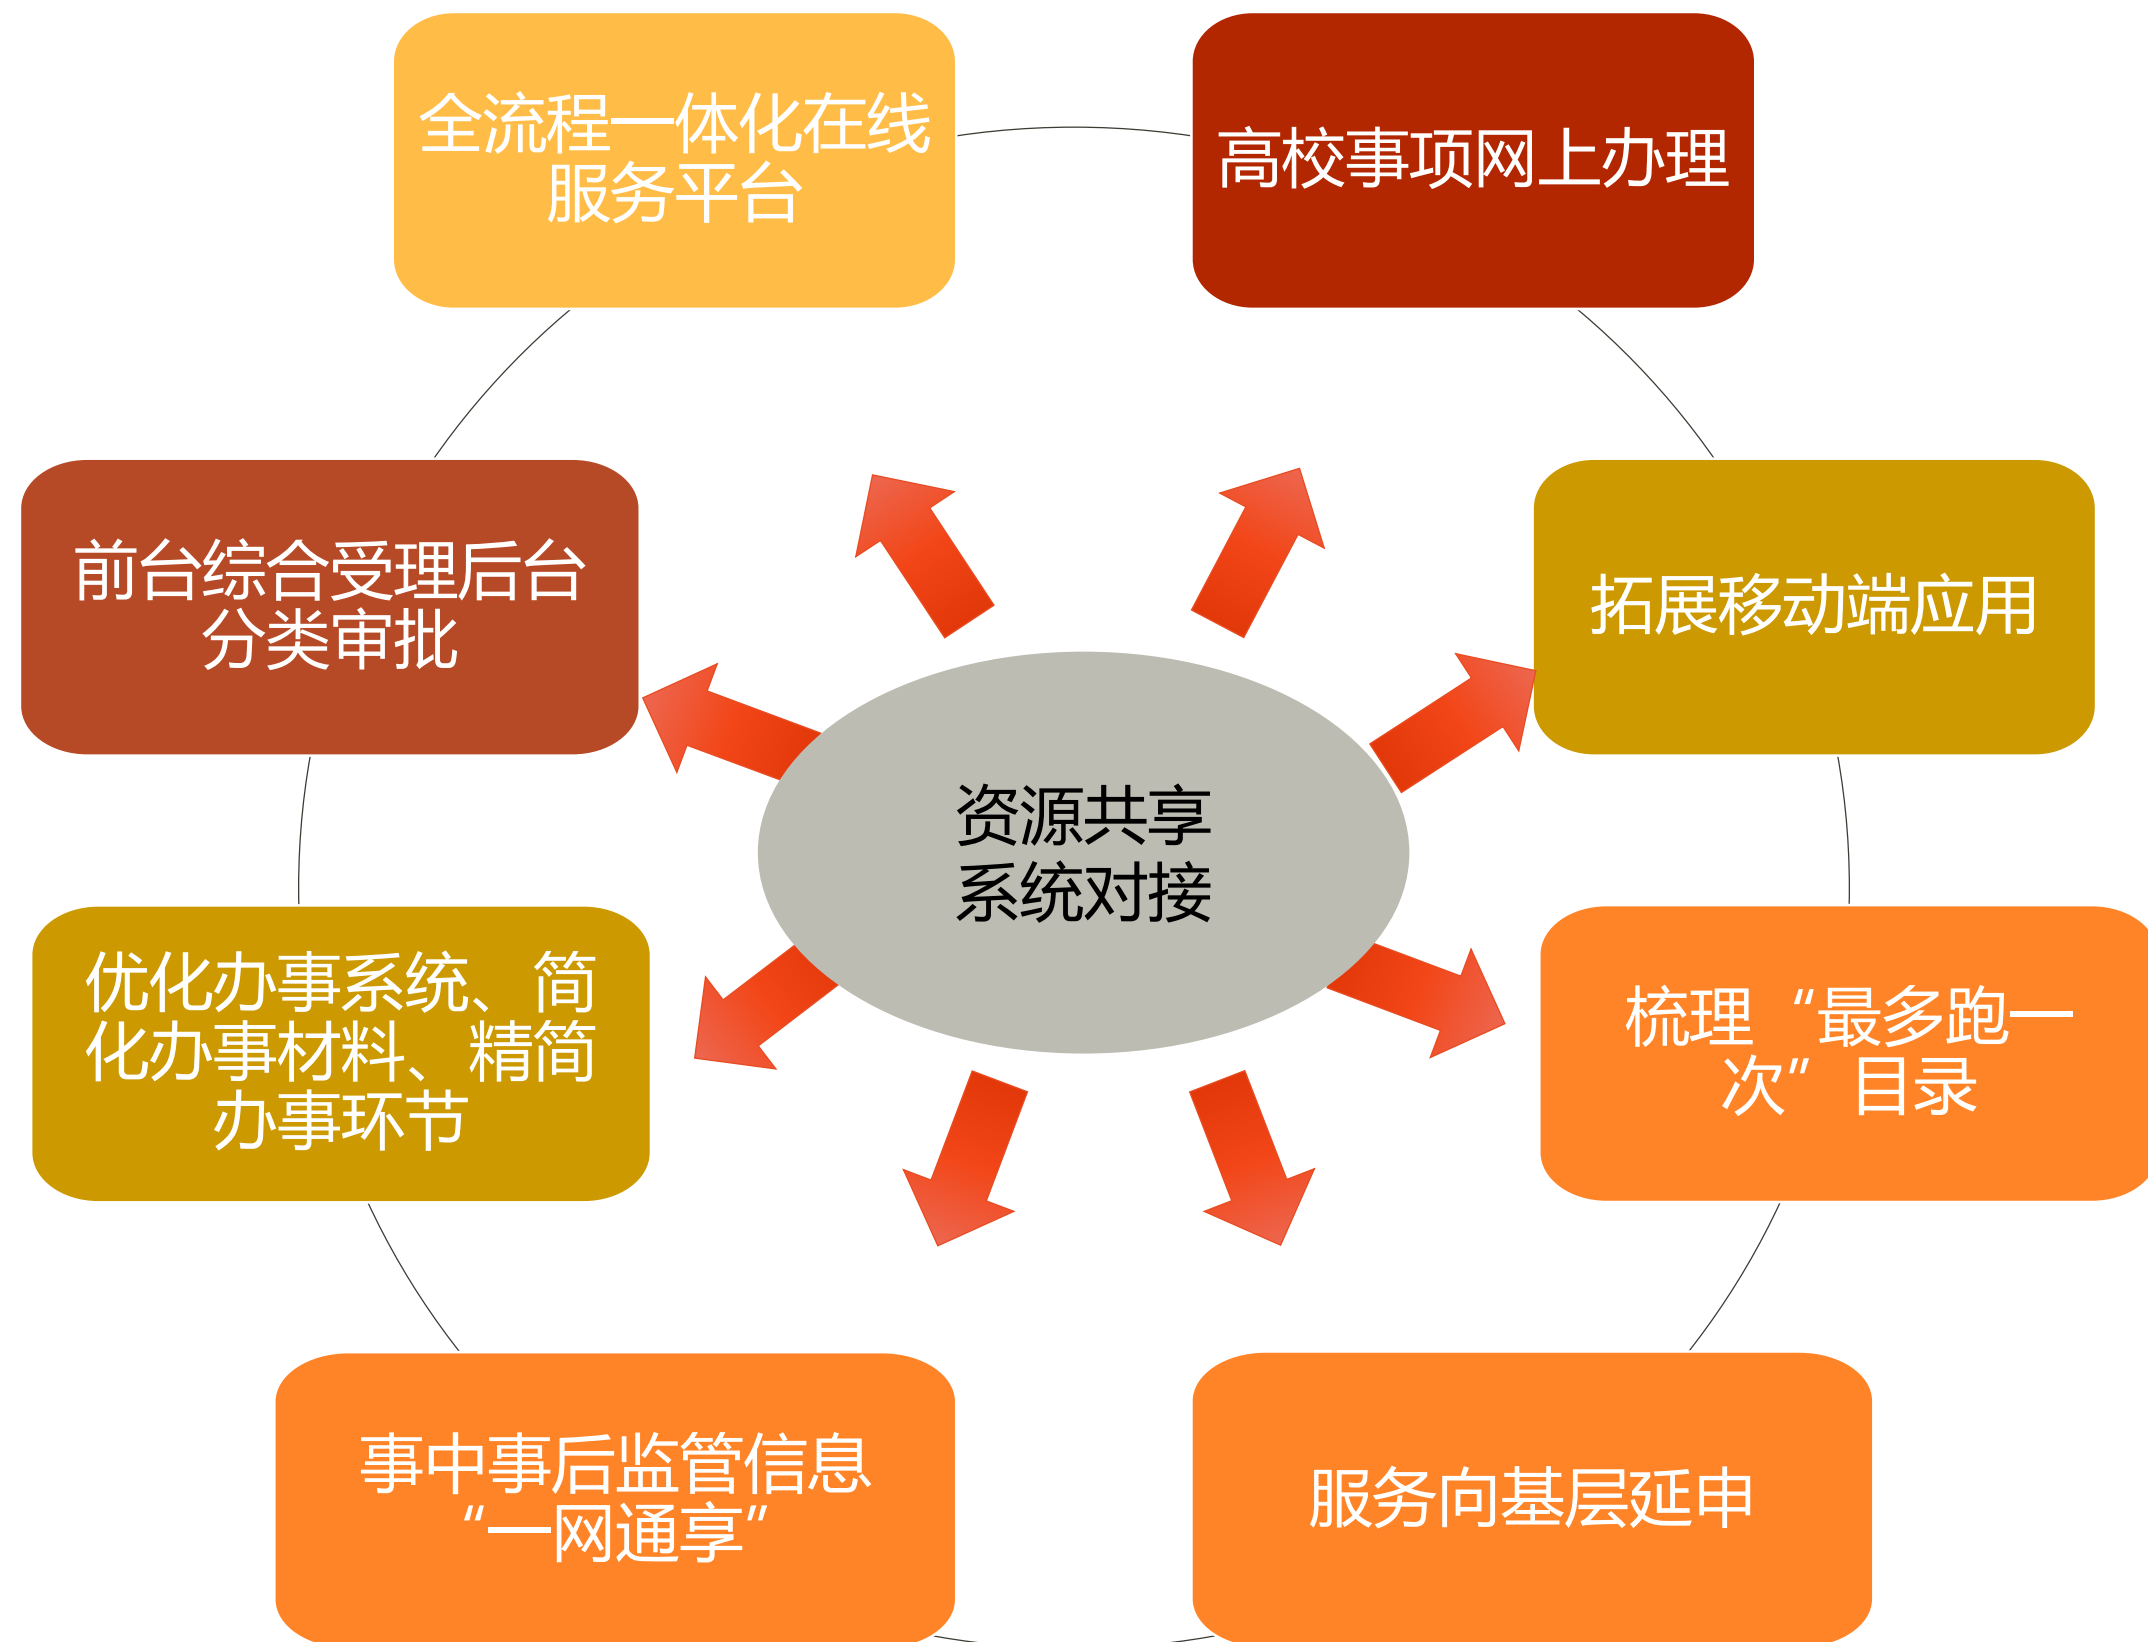 全流程一体化在线
服务平台
高校事项网上办理
前台综合受理后台
分类审批
拓展移动端应用
资源共享
系统对接
优化办事系统、简
化办事材料、精简
办事环节
梳理“最多跑一
次”目录
事中事后监管信息
“一网通享”
服务向基层延申